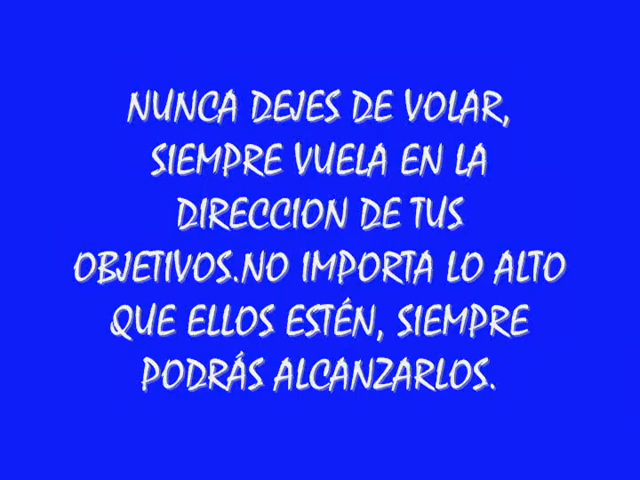 NUNCA DEJES DE VOLAR,
SIEMPRE VUELA EN LA
DIRECCION DE TUS
OBJETIVOS.NO IMPORTA LO ALTO
QUE ELLOS ESTÉN, SIEMPRE
PODRÁS ALCANZARLOS.